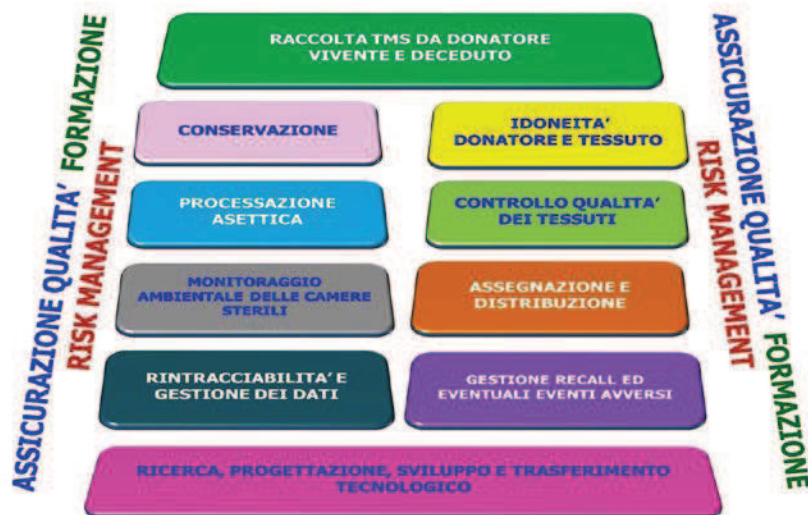 RACCOLTA TMS DA DONATORE
VIVENTE E DECEDUTO
CONSERVAZIONE
IDONEITA'
DONATORE E TESSUTO
PROCESSAZIONE
ASETTICA
CONTROLLO QUALITA'
DEI TESSUTI
MONITORAGGIO
AMBIENTALE DELLE CAMERE
STERILI
ASSEGNAZIONE E
DISTRIBUZIONE
RINTRACCIABILITA' E
GESTIONE DEI DATI
GESTIONE RECALL ED
EVENTUALI EVENTI AVVERSI
RICERCA, PROGETTAZIONE, SVILUPPO E TRASFERIMENTO
TECNOLOGICO
ASSICURAZIONE QUALITA' FORMAZIONE
RISK MANAGEMENT
ASSICURAZIONE QUALITA' FORMAZIONE
RISK MANAGEMENT